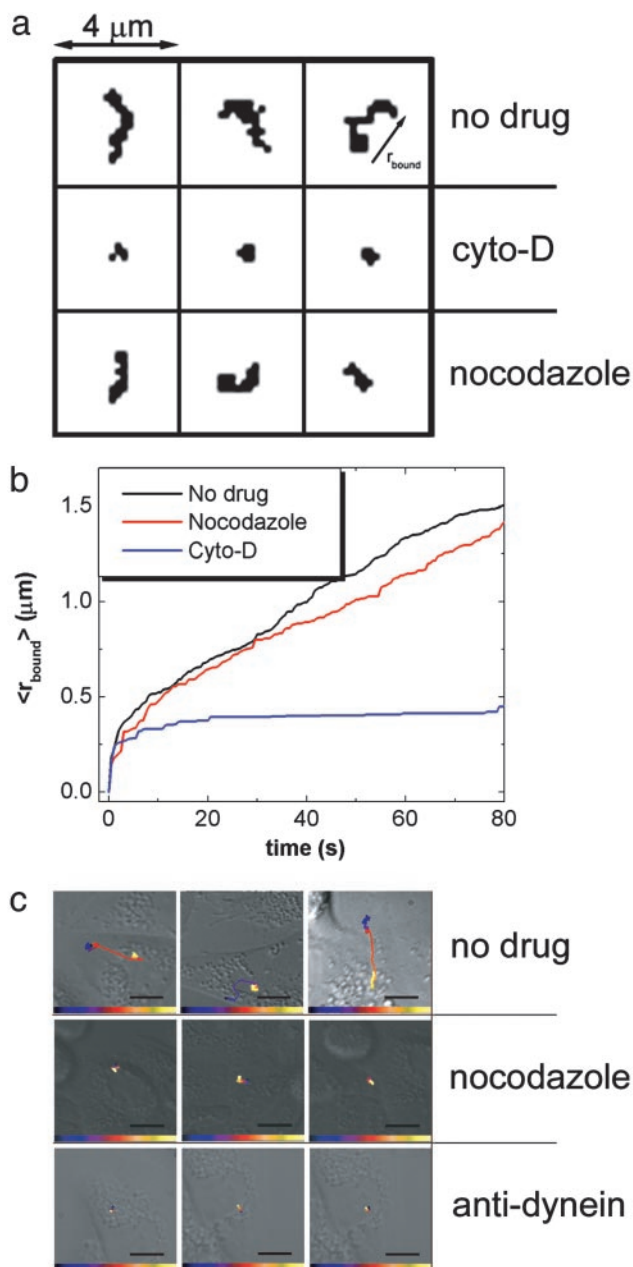 a
4 μm
no drug
r bound
cyto-D
nocodazole
b
No drug
Nocodazole
Cyto-D
<r bound> (μm)
1.5
1.0
0.5
0.0
0 20 40 60 80
time (s)
c
no drug
nocodazole
anti-dynein